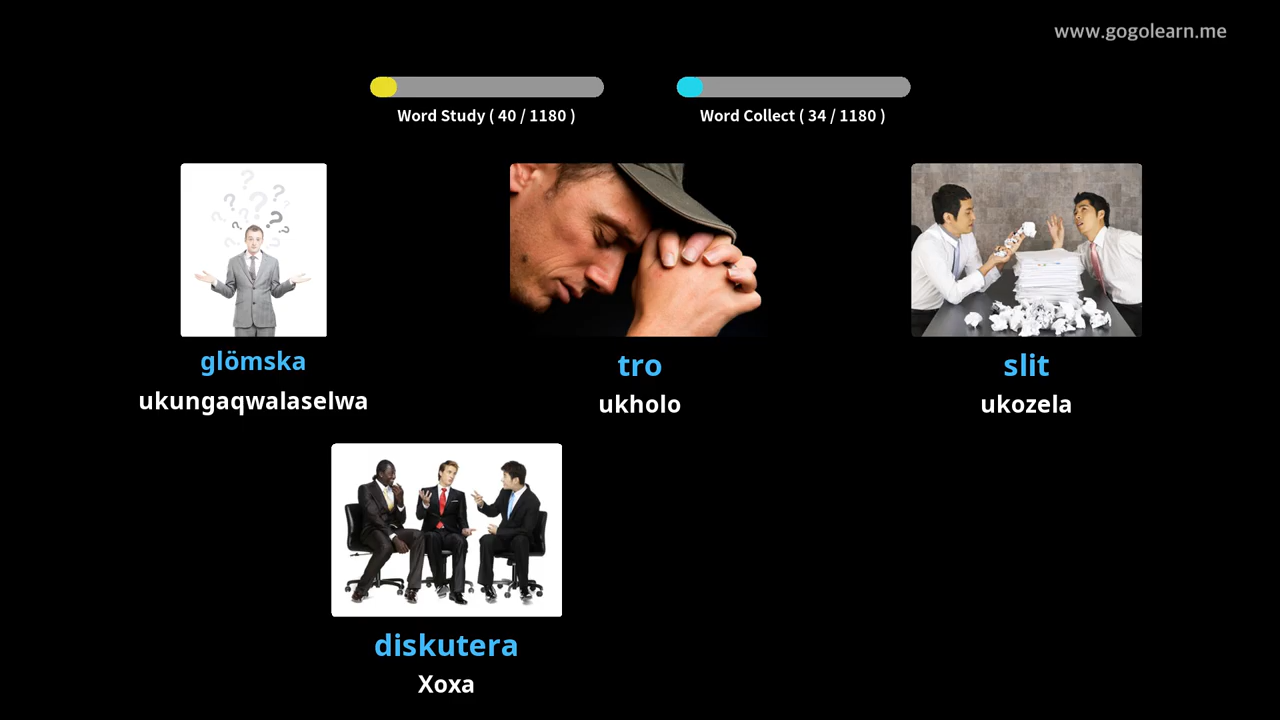 www.gogolearn.me
Word Study ( 40 / 1180 )
Word Collect ( 34 / 1180 )
glömska
ukungaqwalaselwa
tro
ukholo
slit
ukozela
diskutera
Xoxa